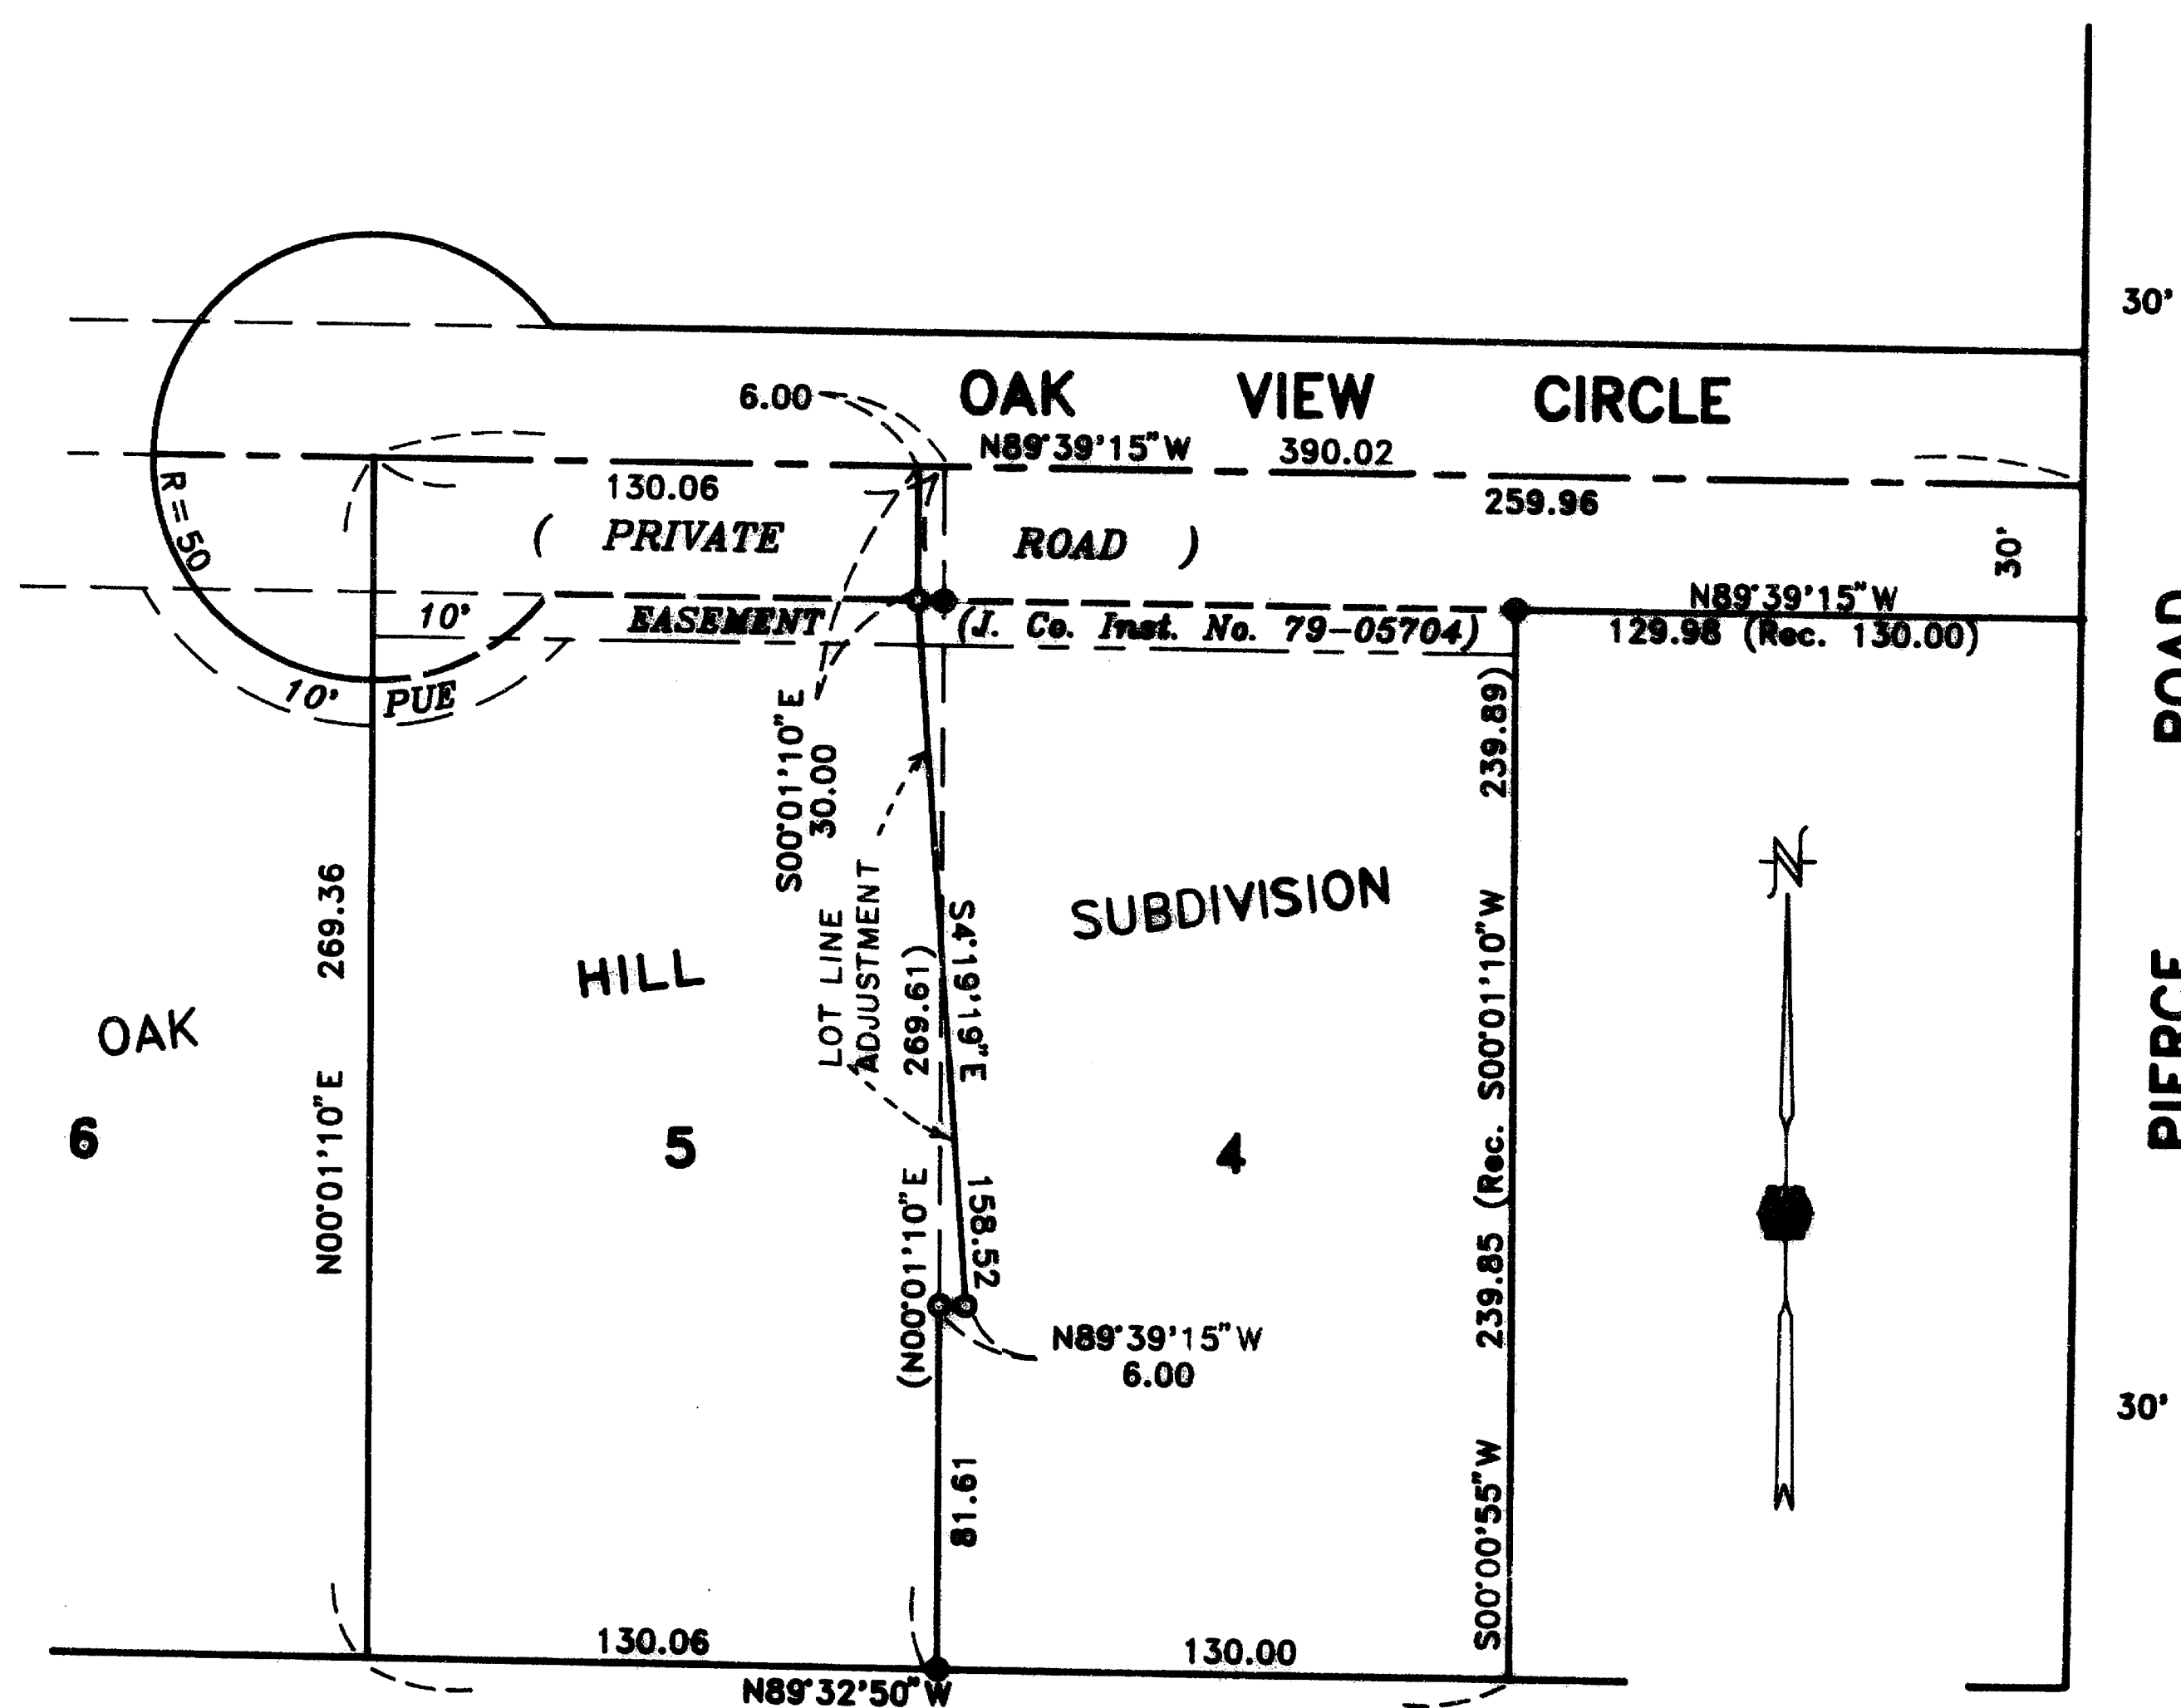 30'
6.00
OAK VIEW CIRCLE
N89°39'15"W 390.02
130.06
259.96
R=50
( PRIVATE ROAD )
30'
N89°39'15"W
129.98 (Rec. 130.00)
10'
EASEMENT (J. Co. Inst. No. 79-05704)
10' PUE
S00°01'10"E
30.00
LOT LINE
ADJUSTMENT
N00°01'10"E 269.36
(N00°01'10"E 269.61)
S4°19'19"E 158.52
S00°00'55"W 239.85 (Rec. S00°01'10"W 239.89)
OAK HILL SUBDIVISION
6
5
4
N
PIERCE ROAD
N89°39'15"W
6.00
30'
81.61
130.06
130.00
N89°32'50"W